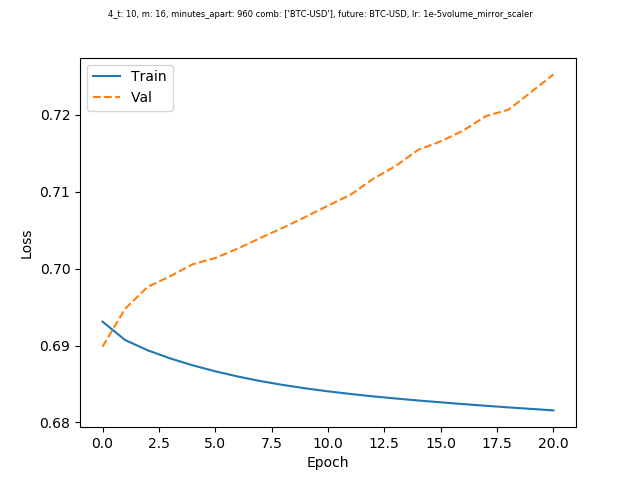 4_t: 10, m: 16, minutes_apart: 960 comb: ['BTC-USD'], future: BTC-USD, lr: 1e-5volume_mirror_scaler
Train
Val
0.72
0.71
0.70
0.69
0.68
Loss
0.0 2.5 5.0 7.5 10.0 12.5 15.0 17.5 20.0
Epoch